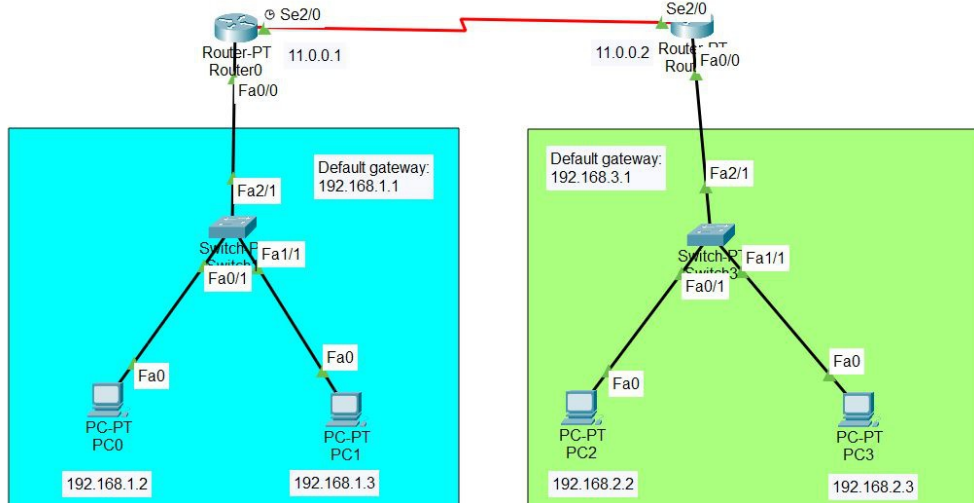 Se2/0
Se2/0
Router-PT
Router0
11.0.0.1
11.0.0.2
Fa0/0
Fa0/0
Default gateway:
192.168.1.1
Default gateway:
192.168.3.1
Fa2/1
Fa2/1
Fa1/1
Fa0/1
Switch-PT
Switch3
Fa1/1
Fa0/1
Fa0
Fa0
Fa0
Fa0
PC-PT
PC0
PC-PT
PC1
PC-PT
PC2
PC-PT
PC3
192.168.1.2
192.168.1.3
192.168.2.2
192.168.2.3